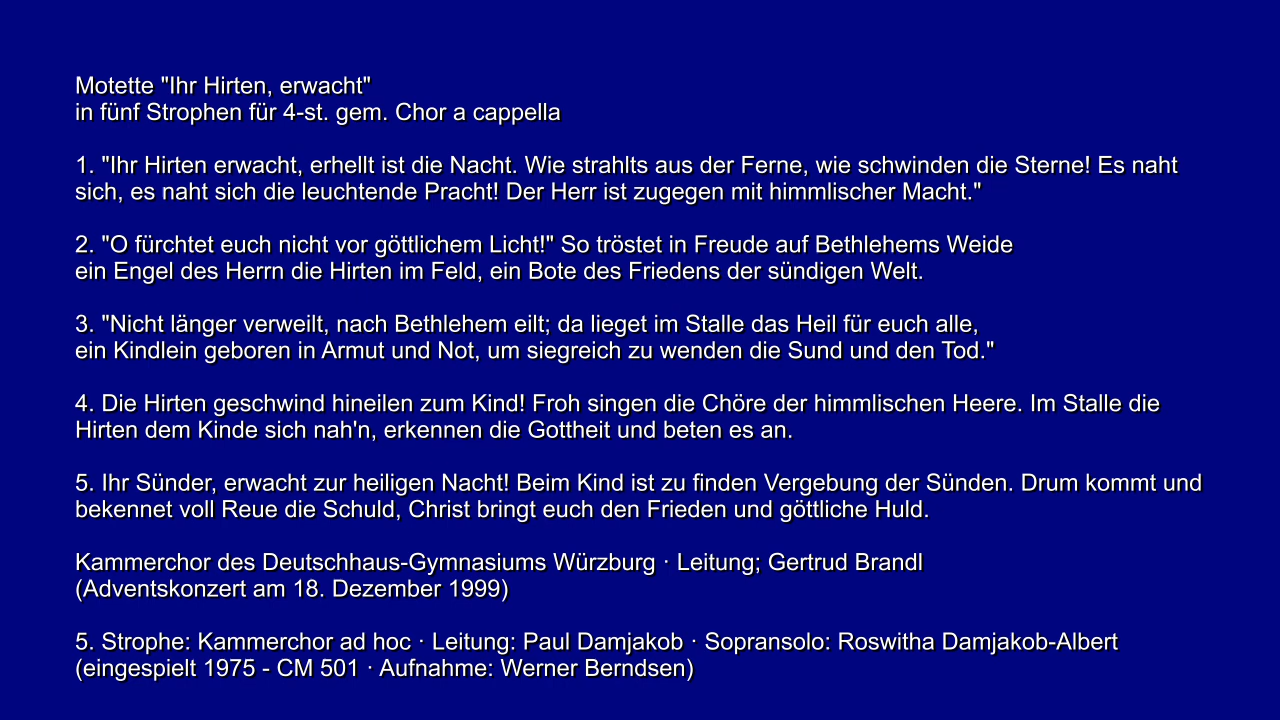 Motette "Ihr Hirten, erwacht"
in fünf Strophen für 4-st. gem. Chor a cappella
1. "Ihr Hirten erwacht, erhellt ist die Nacht. Wie strahlts aus der Ferne, wie schwinden die Sterne! Es naht
sich, es naht sich die leuchtende Pracht! Der Herr ist zugegen mit himmlischer Macht."
2. "O fürchtet euch nicht vor göttlichem Licht!" So tröstet in Freude auf Bethlehems Weide
ein Engel des Herrn die Hirten im Feld, ein Bote des Friedens der sündigen Welt.
3. "Nicht länger verweilt, nach Bethlehem eilt; da lieget im Stalle das Heil für euch alle,
ein Kindlein geboren in Armut und Not, um siegreich zu wenden die Sund und den Tod."
4. Die Hirten geschwind hineilen zum Kind! Froh singen die Chöre der himmlischen Heere. Im Stalle die
Hirten dem Kinde sich nah'n, erkennen die Gottheit und beten es an.
5. Ihr Sünder, erwacht zur heiligen Nacht! Beim Kind ist zu finden Vergebung der Sünden. Drum kommt und
bekennet voll Reue die Schuld, Christ bringt euch den Frieden und göttliche Huld.
Kammerchor des Deutschhaus-Gymnasiums Würzburg · Leitung; Gertrud Brandl
(Adventskonzert am 18. Dezember 1999)
5. Strophe: Kammerchor ad hoc · Leitung: Paul Damjakob · Sopransolo: Roswitha Damjakob-Albert
(eingespielt 1975 - CM 501 · Aufnahme: Werner Berndsen)